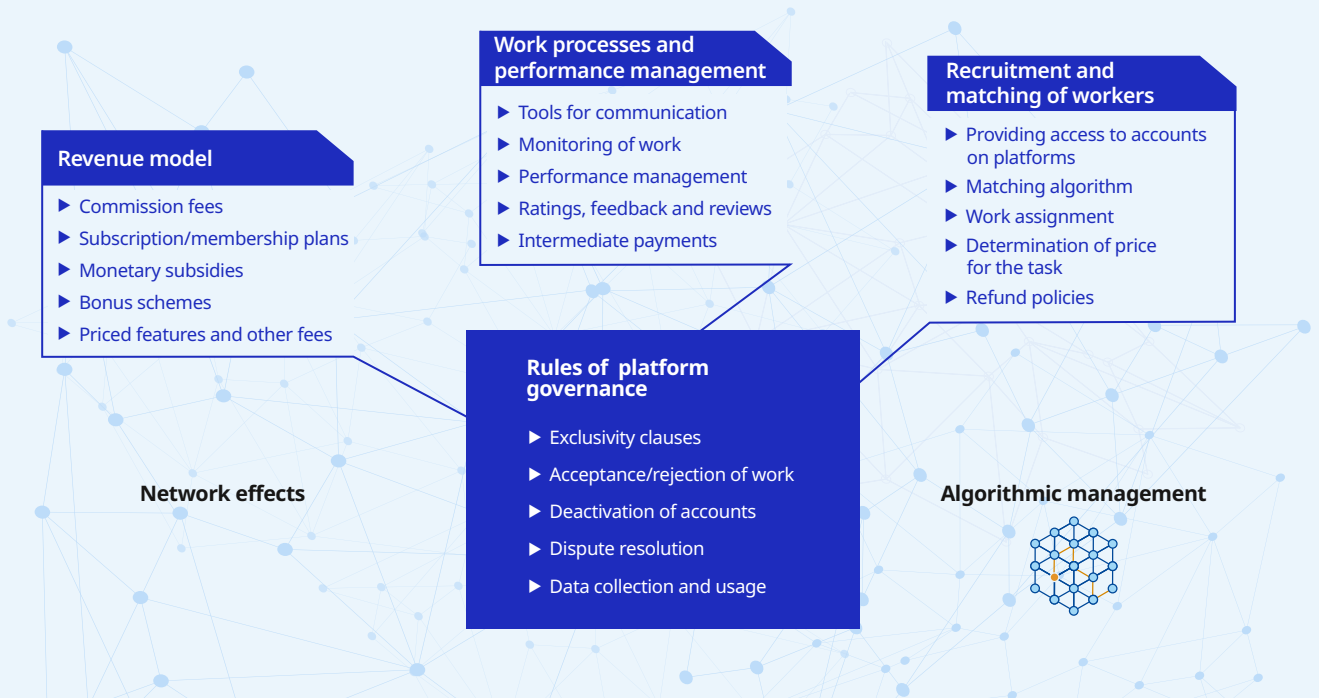 Work processes and
performance management
Tools for communication
Monitoring of work
Performance management
Ratings, feedback and reviews
Intermediate payments
Recruitment and
matching of workers
Providing access to accounts
on platforms
Matching algorithm
Work assignment
Determination of price
for the task
Refund policies
Revenue model
Commission fees
Subscription/membership plans
Monetary subsidies
Bonus schemes
Priced features and other fees
Rules of platform
governance
Exclusivity clauses
Acceptance/rejection of work
Deactivation of accounts
Dispute resolution
Data collection and usage
Network effects
Algorithmic management